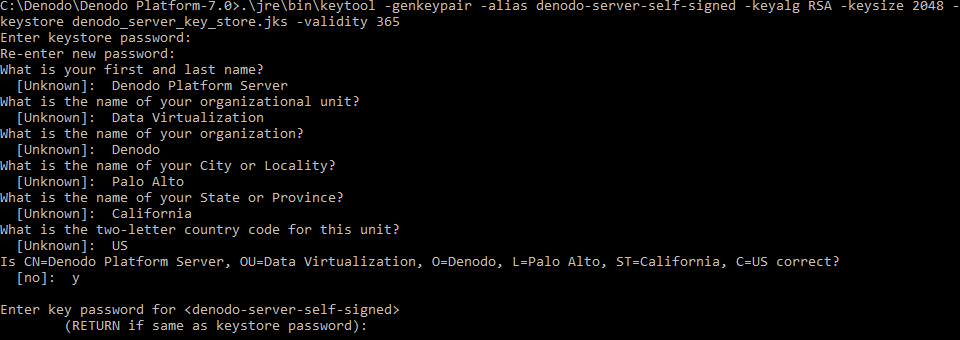 C:\Denodo\Denodo Platform-7.0>.\jre\bin\keytool -genkeypair -alias denodo-server-self-signed -keyalg RSA -keysize 2048 -
keystore denodo_server_key_store.jks -validity 365
Enter keystore password:
Re-enter new password:
What is your first and last name?
  [Unknown]:  Denodo Platform Server
What is the name of your organizational unit?
  [Unknown]:  Data Virtualization
What is the name of your organization?
  [Unknown]:  Denodo
What is the name of your City or Locality?
  [Unknown]:  Palo Alto
What is the name of your State or Province?
  [Unknown]:  California
What is the two-letter country code for this unit?
  [Unknown]:  US
Is CN=Denodo Platform Server, OU=Data Virtualization, O=Denodo, L=Palo Alto, ST=California, C=US correct?
  [no]:  y

Enter key password for <denodo-server-self-signed>
        (RETURN if same as keystore password):